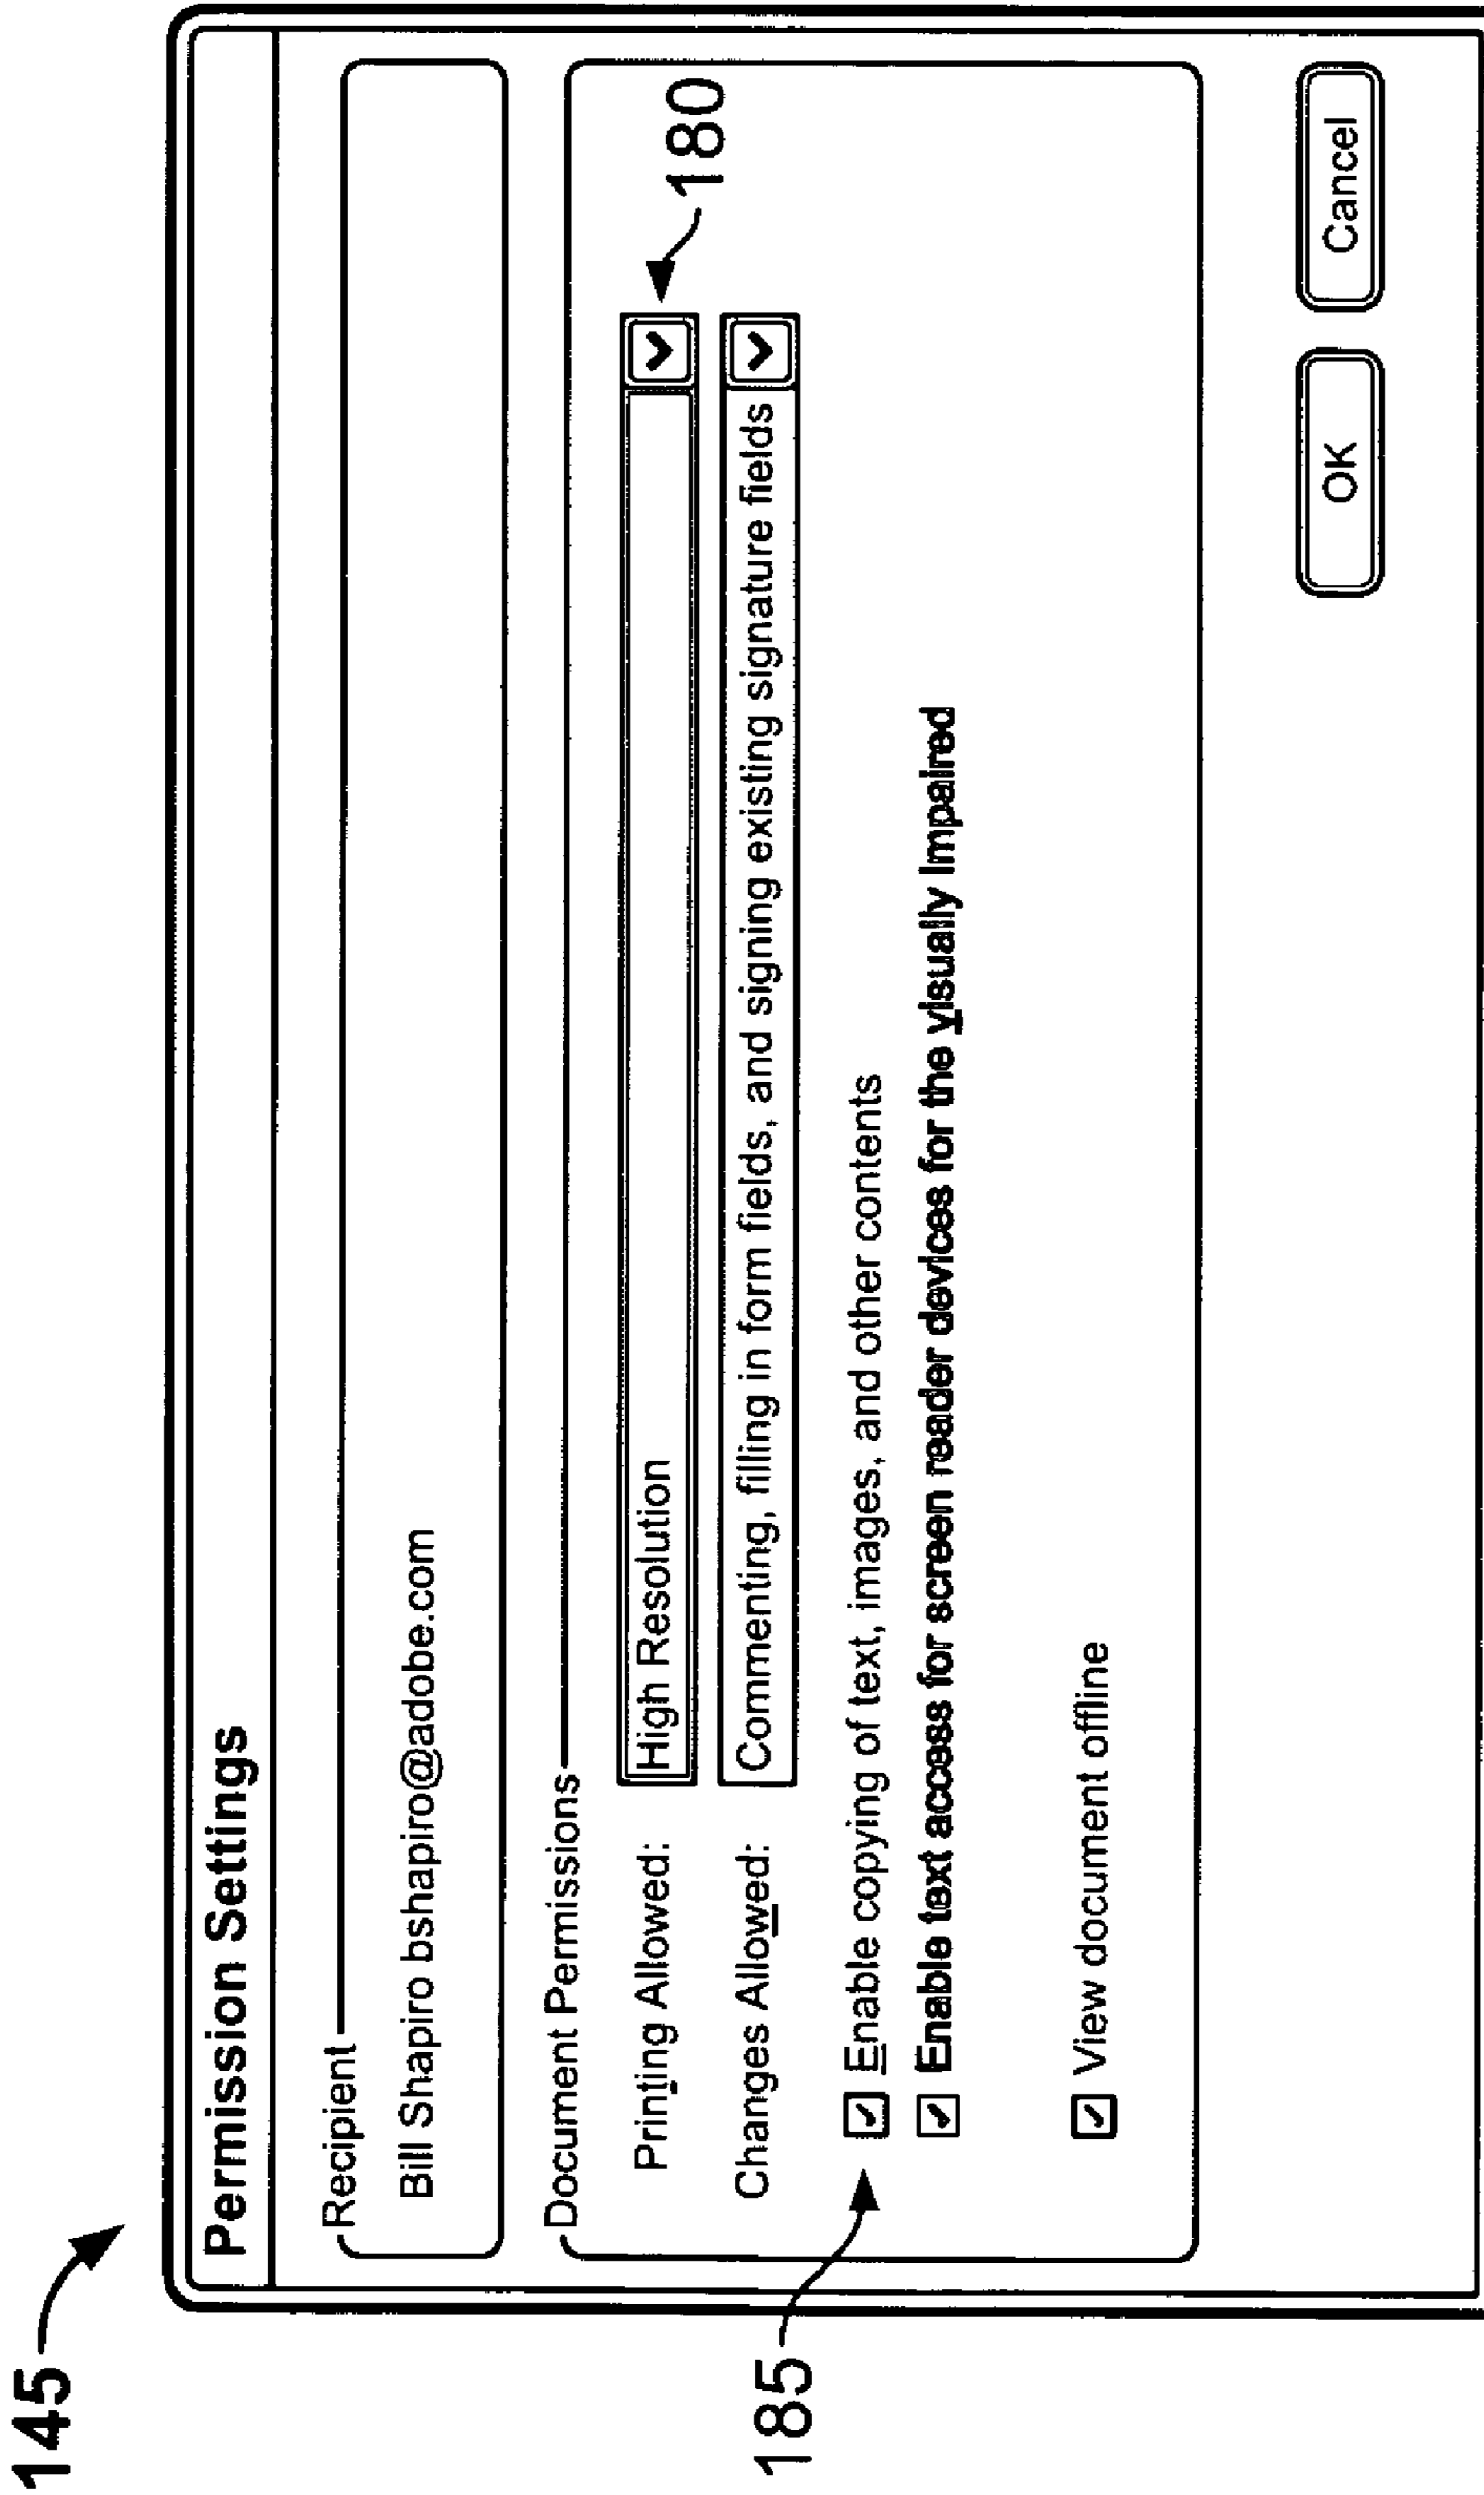 145
Permission Settings
Recipient
Bill Shapiro bshapiro@adobe.com
Document Permissions
Printing Allowed: High Resolution
180
Changes Allowed: Commenting, filling in form fields, and signing existing signature fields
185
Enable copying of text, images, and other contents
Enable text access for screen reader devices for the visually impaired
View document offline
OK Cancel